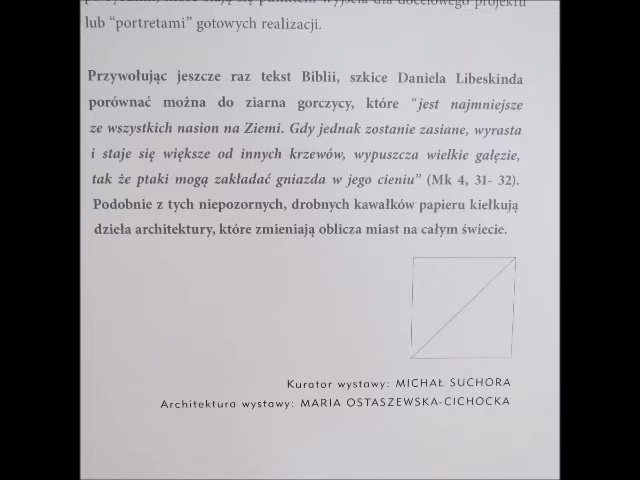 lub “portretami” gotowych realizacji.
Przywołując jeszcze raz tekst Biblii, szkice Daniela Libeskinda
porównać można do ziarna gorczycy, które “jest najmniejsze
ze wszystkich nasion na Ziemi. Gdy jednak zostanie zasiane, wyrasta
i staje się większe od innych krzewów, wypuszcza wielkie gałęzie,
tak że ptaki mogą zakładać gniazda w jego cieniu” (Mk 4, 31- 32).
Podobnie z tych niepozornych, drobnych kawałków papieru kiełkują
dzieła architektury, które zmieniają oblicza miast na całym świecie.
Kurator wystawy: MICHAŁ SUCHORA
Architektura wystawy: MARIA OSTASZEWSKA-CICHOCKA